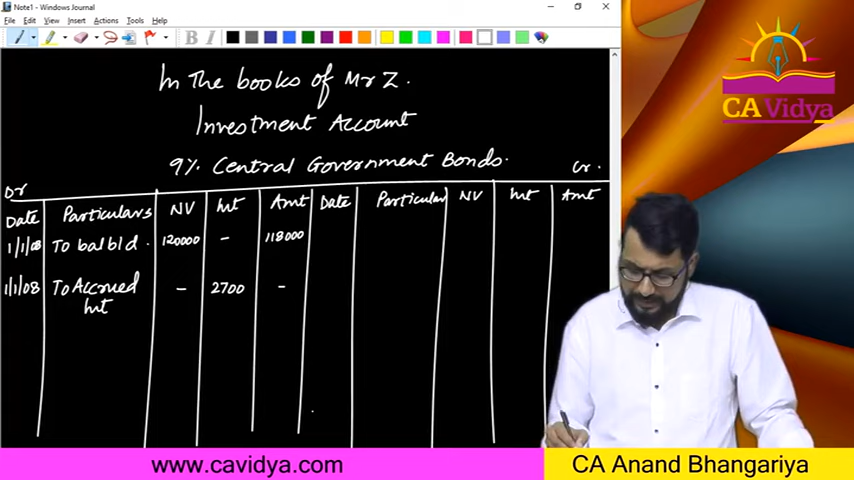 Note1 - Windows Journal
File Edit View Insert Actions Tools Help
B I
In the books of Mr Z.
Investment Account
9% Central Government Bonds.
Dr Cr.
Date Particulars NV Int Amt Date Particular NV Int Amt
1/1/08 To bal b/d. 120000 - 118000
1/1/08 To Accrued Int - 2700 -
CA Vidya
www.cavidya.com
CA Anand Bhangariya